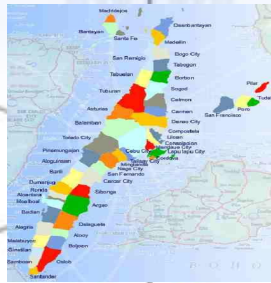 Madridejos
Daanbantayan
Bantayan
Santa Fe
Medellin
Bogo City
San Remigio
Tabogon
Tabuelan
Borbon
Pilar
Tuburan
Sogod
Tudela
Poro
Catmon
San Francisco
Asturias
Carmen
Balamban
Danao City
Compostela
Toledo City
Liloan
Consolacion
Mandaue City
Cebu City
Lapu lapu City
Cordova
Pinamungajan
Talisay City
Minglanilla
Aloguinsan
Naga City
San Fernando
Barili
Carcar City
Dumanjug
Ronda
Sibonga
Alcantara
Moalboal
Argao
Badian
Dalaguete
Alegria
Alcoy
Malabuyoc
Boljoon
Ginatilan
Samboan
Oslob
Santander
B O H O